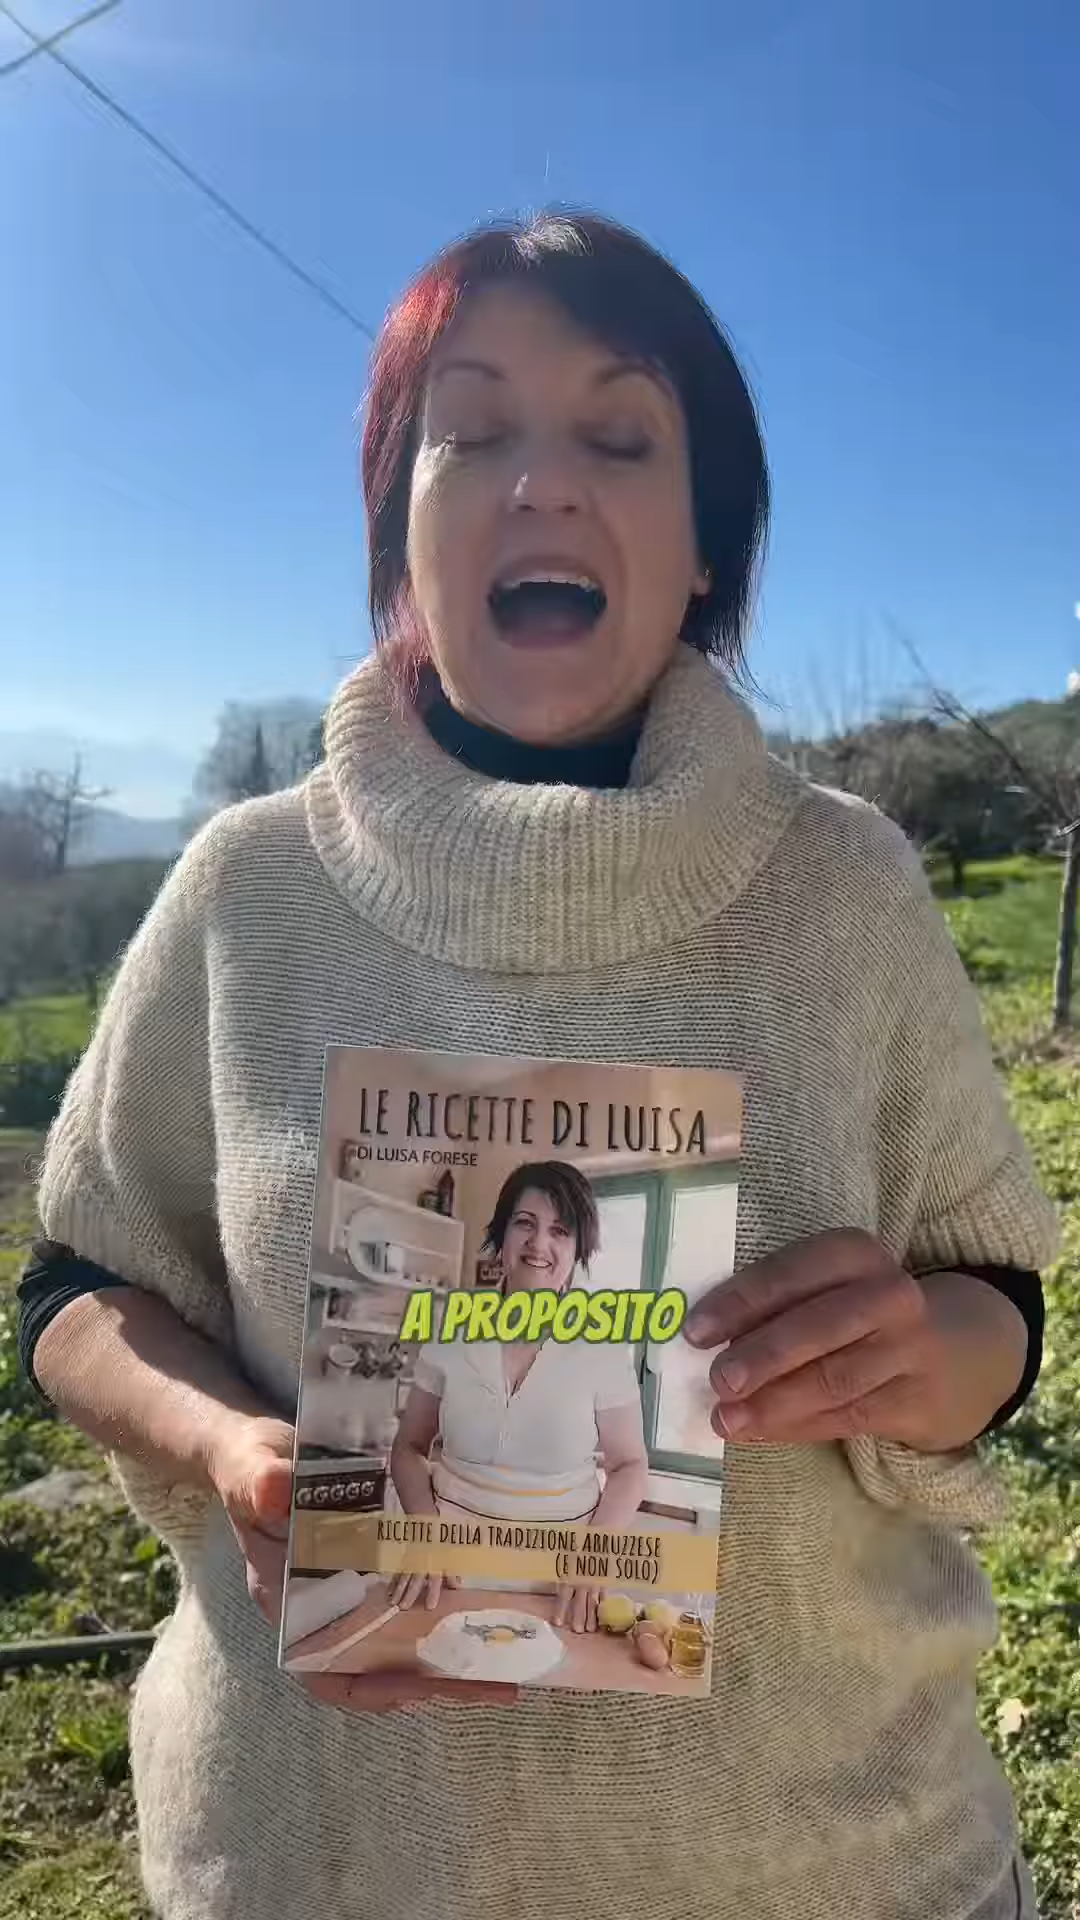 LE RICETTE DI LUISA
DI LUISA FORESE
A PROPOSITO
RICETTE DELLA TRADIZIONE ABRUZZESE
(E NON SOLO)